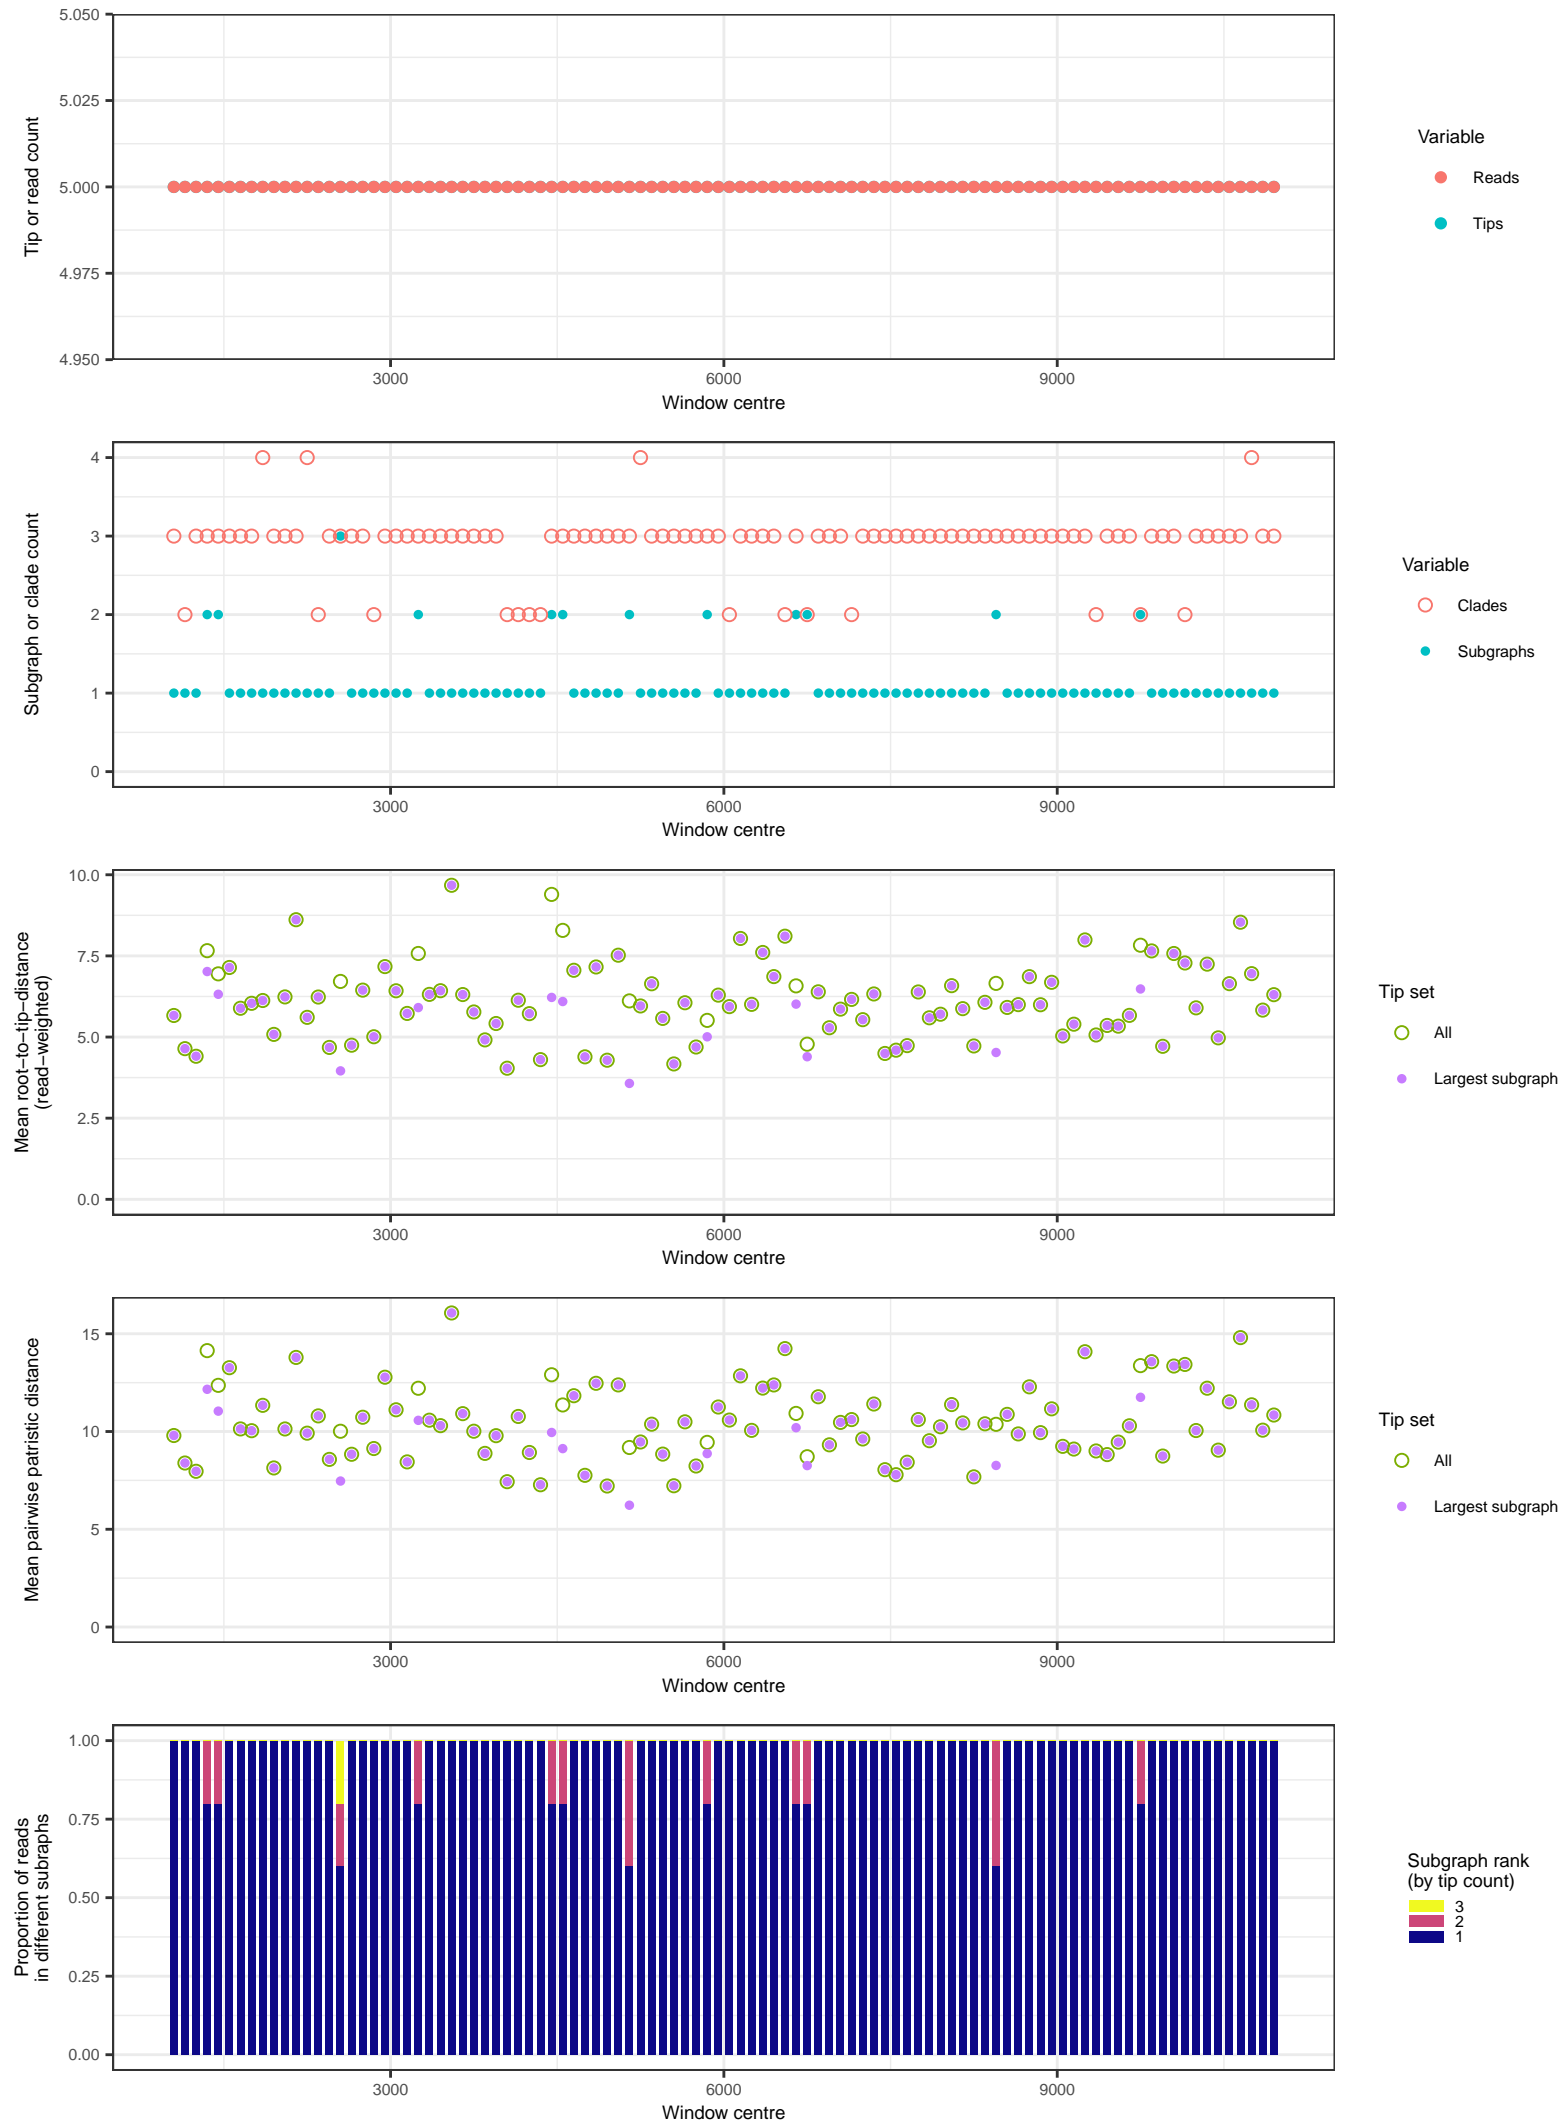 5.050
5.025
5.000
4.975
4.950
Tip or read count
3000
6000
9000
Window centre
Variable
Reads
Tips
4
3
2
1
0
Subgraph or clade count
3000
6000
9000
Window centre
Variable
Clades
Subgraphs
10.0
7.5
5.0
2.5
0.0
Mean root−to−tip−distance
(read−weighted)
3000
6000
9000
Window centre
Tip set
All
Largest subgraph
15
10
5
0
Mean pairwise patristic distance
3000
6000
9000
Window centre
Tip set
All
Largest subgraph
1.00
0.75
0.50
0.25
0.00
Proportion of reads
in different subraphs
3000
6000
9000
Window centre
Subgraph rank
(by tip count)
3
2
1